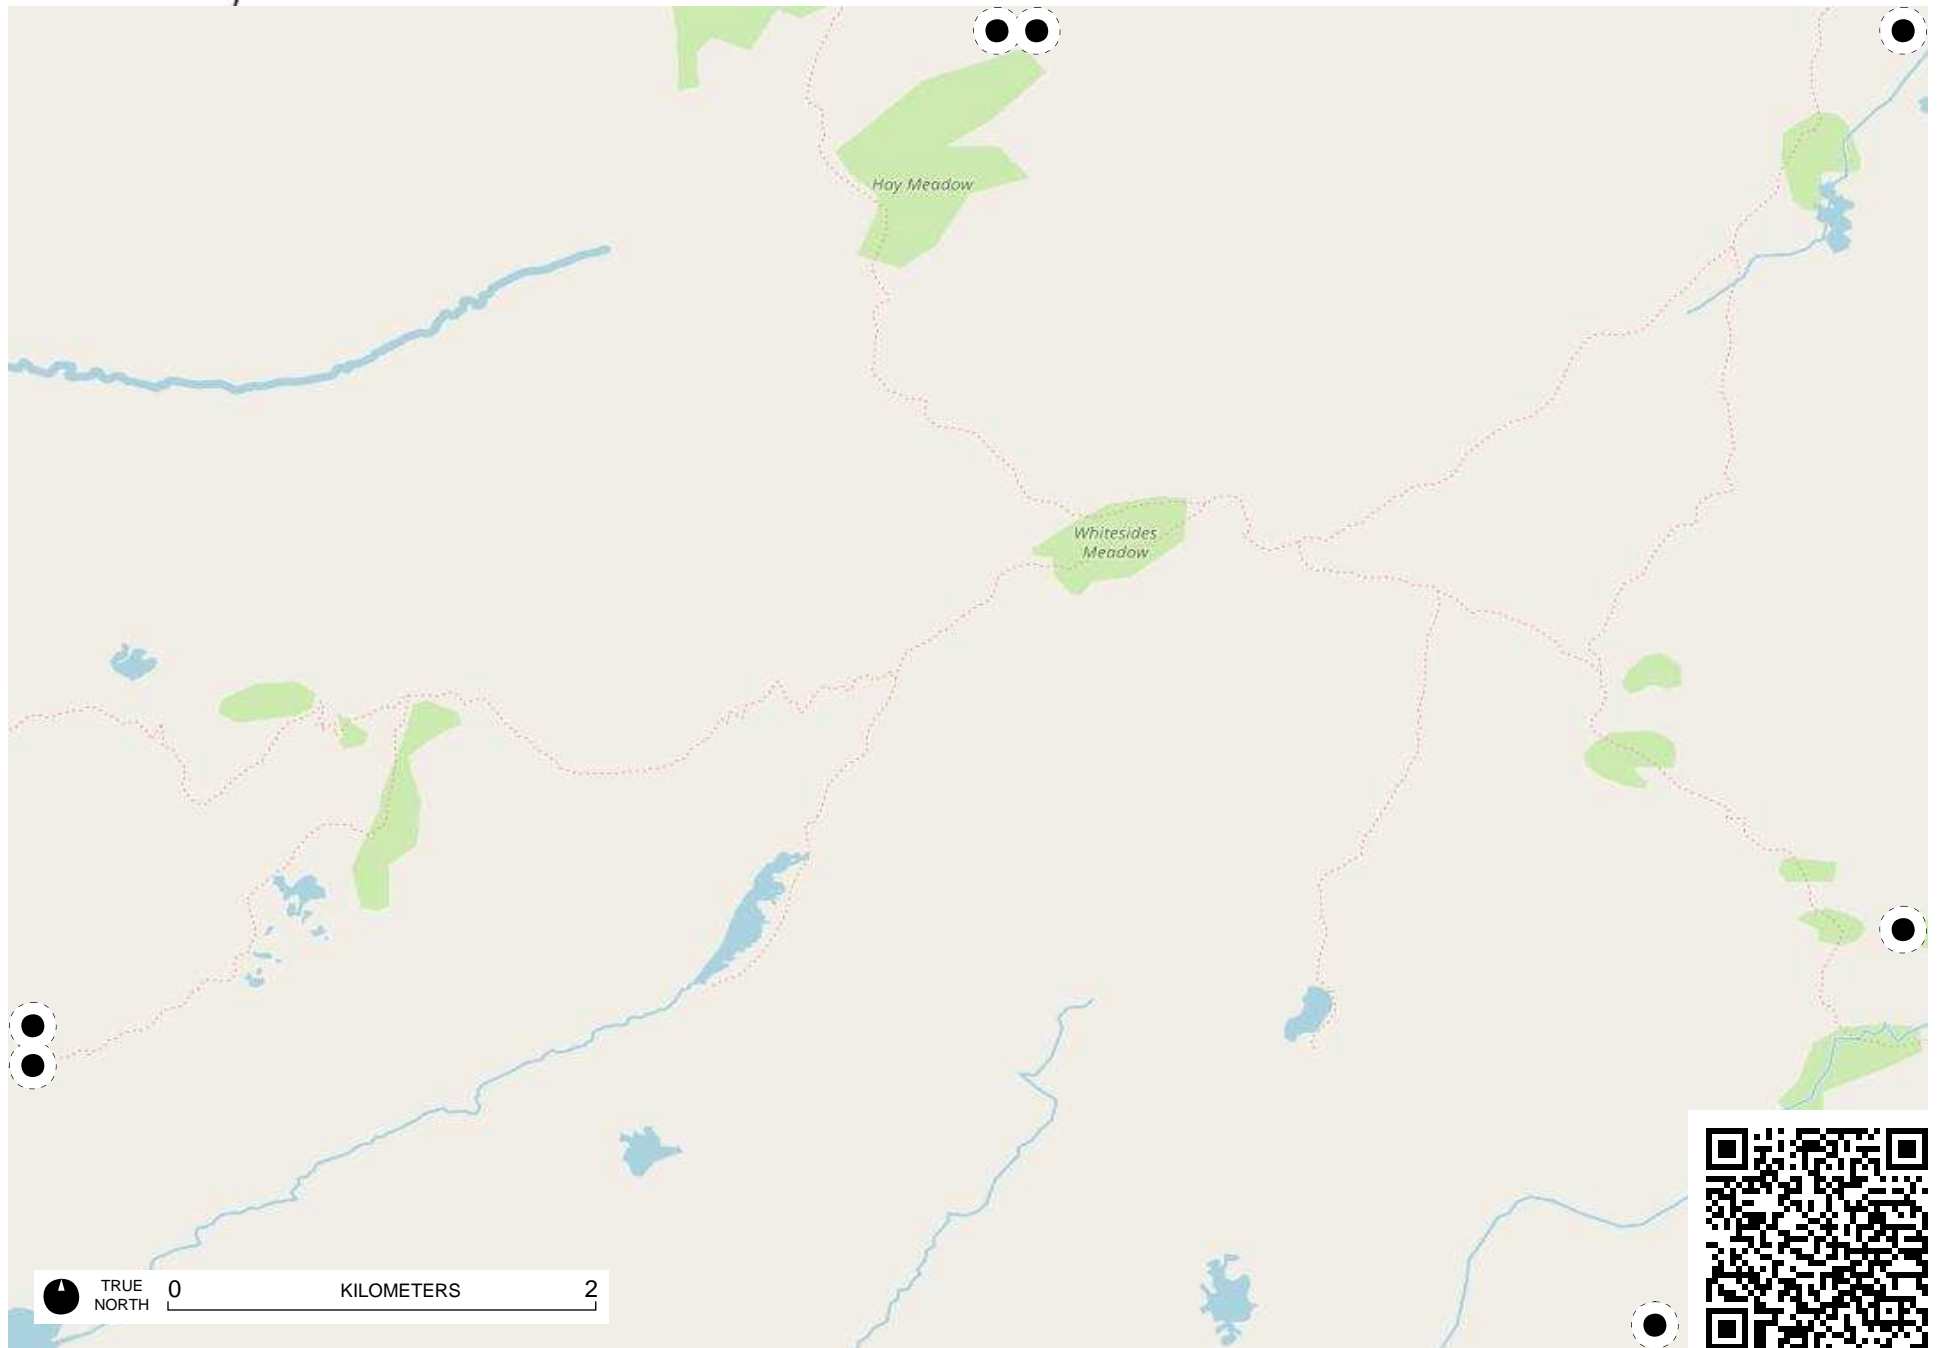 Hay Meadow
Whitesides
Meadow
TRUE
NORTH
0 KILOMETERS 2